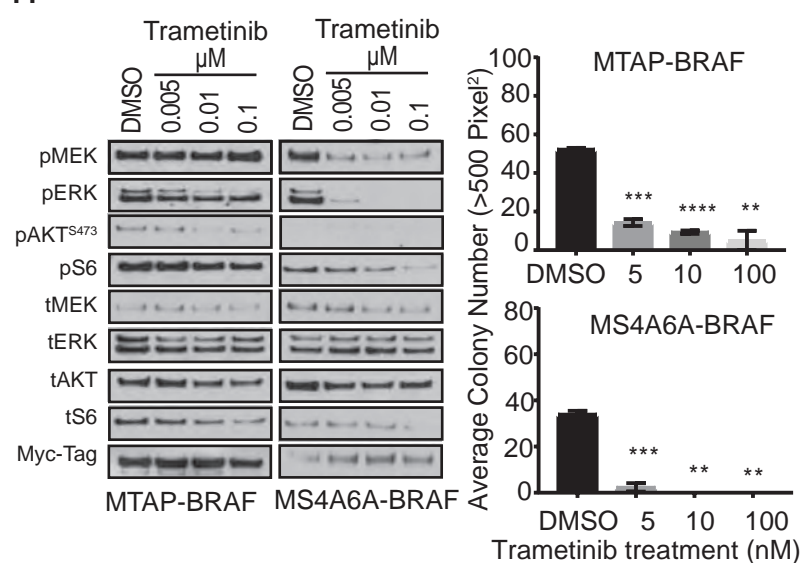 Trametinib
µM
DMSO
0.005
0.01
0.1
Trametinib
µM
DMSO
0.005
0.01
0.1
pMEK
pERK
pAKTS473
pS6
tMEK
tERK
tAKT
tS6
Myc-Tag
MTAP-BRAF
MS4A6A-BRAF
Average Colony Number (>500 Pixel²)
MTAP-BRAF
100
80
60
40
20
0
***
****
**
DMSO 5 10 100
MS4A6A-BRAF
80
60
40
20
0
***
**
**
DMSO 5 10 100
Trametinib treatment (nM)